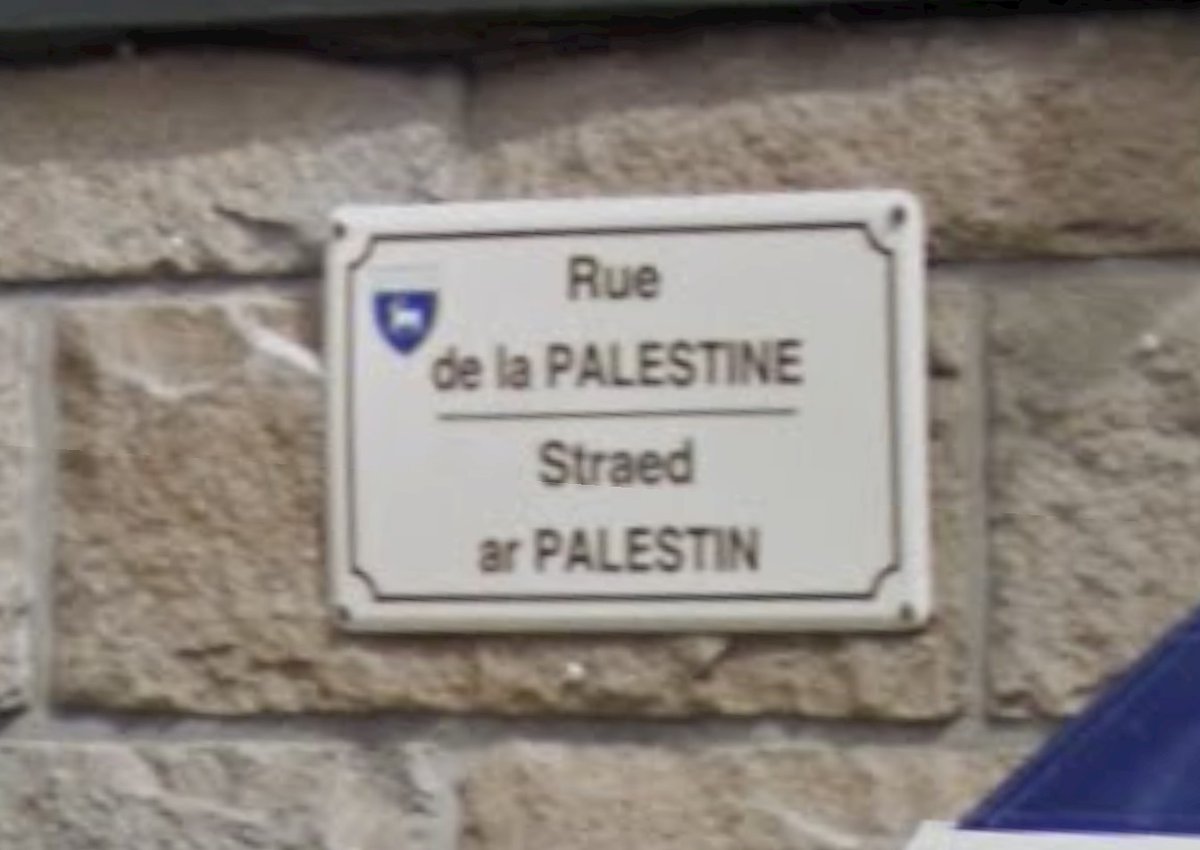 Rue
de la PALESTINE
Straed
ar PALESTIN